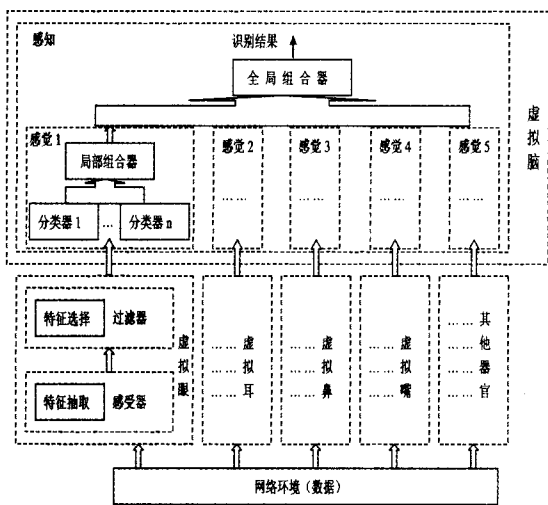 感知
识别结果
全局组合器
虚拟脑
感觉1
感觉2
感觉3
感觉4
感觉5
局部组合器
……
……
……
……
分类器1
…
分类器n
特征选择
过滤器
特征抽取
感受器
虚拟眼
……虚
……拟
……耳
……虚
……拟
……鼻
……虚
……拟
……嘴
……其
……他
……器
……官
网络环境(数据)